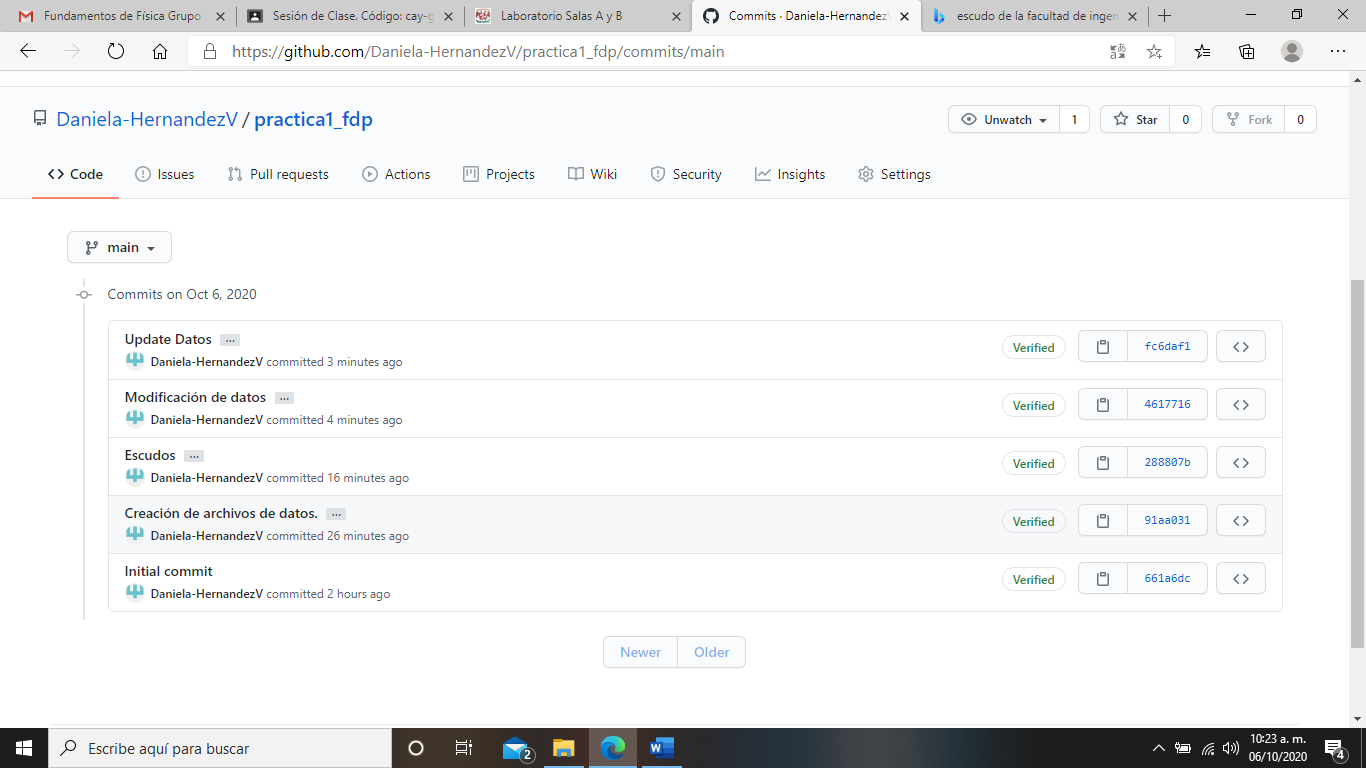 Fundamentos de Física Grupo
Sesión de Clase. Código: cay-g
Laboratorio Salas A y B
Commits · Daniela-HernandezV
escudo de la facultad de ingen
https://github.com/Daniela-HernandezV/practica1_fdp/commits/main
Daniela-HernandezV / practica1_fdp
Unwatch 1
Star 0
Fork 0
Code
Issues
Pull requests
Actions
Projects
Wiki
Security
Insights
Settings
main
Commits on Oct 6, 2020
Update Datos ...
Daniela-HernandezV committed 3 minutes ago
Verified
fc6daf1
Modificación de datos ...
Daniela-HernandezV committed 4 minutes ago
Verified
4617716
Escudos ...
Daniela-HernandezV committed 16 minutes ago
Verified
288807b
Creación de archivos de datos. ...
Daniela-HernandezV committed 26 minutes ago
Verified
91aa031
Initial commit
Daniela-HernandezV committed 2 hours ago
Verified
661a6dc
Newer
Older
Escribe aquí para buscar
2
10:23 a. m.
06/10/2020
4